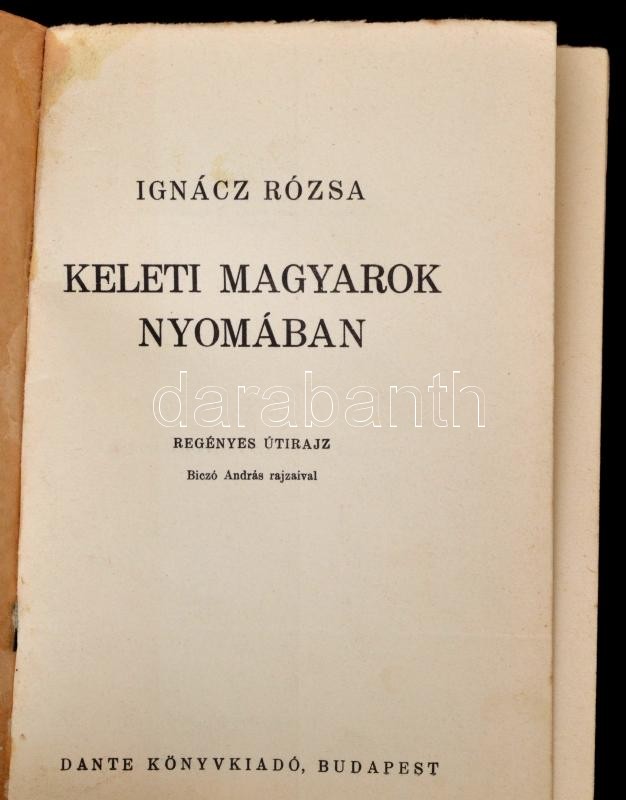 IGNÁCZ RÓZSA
KELETI MAGYAROK
NYOMÁBAN
darabanth
REGÉNYES ÚTIRAJZ
Biczó András rajzaival
DANTE KÖNYVKIADÓ, BUDAPEST